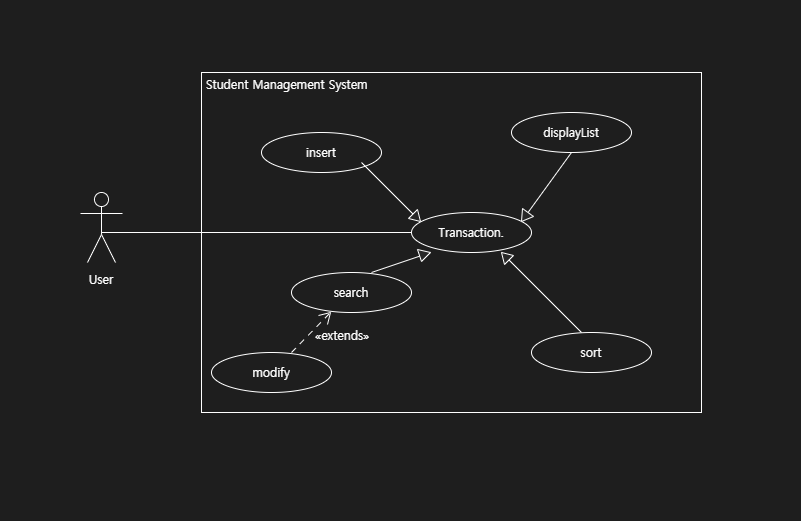 Student Management System
displayList
insert
Transaction.
User
search
«extends»
sort
modify